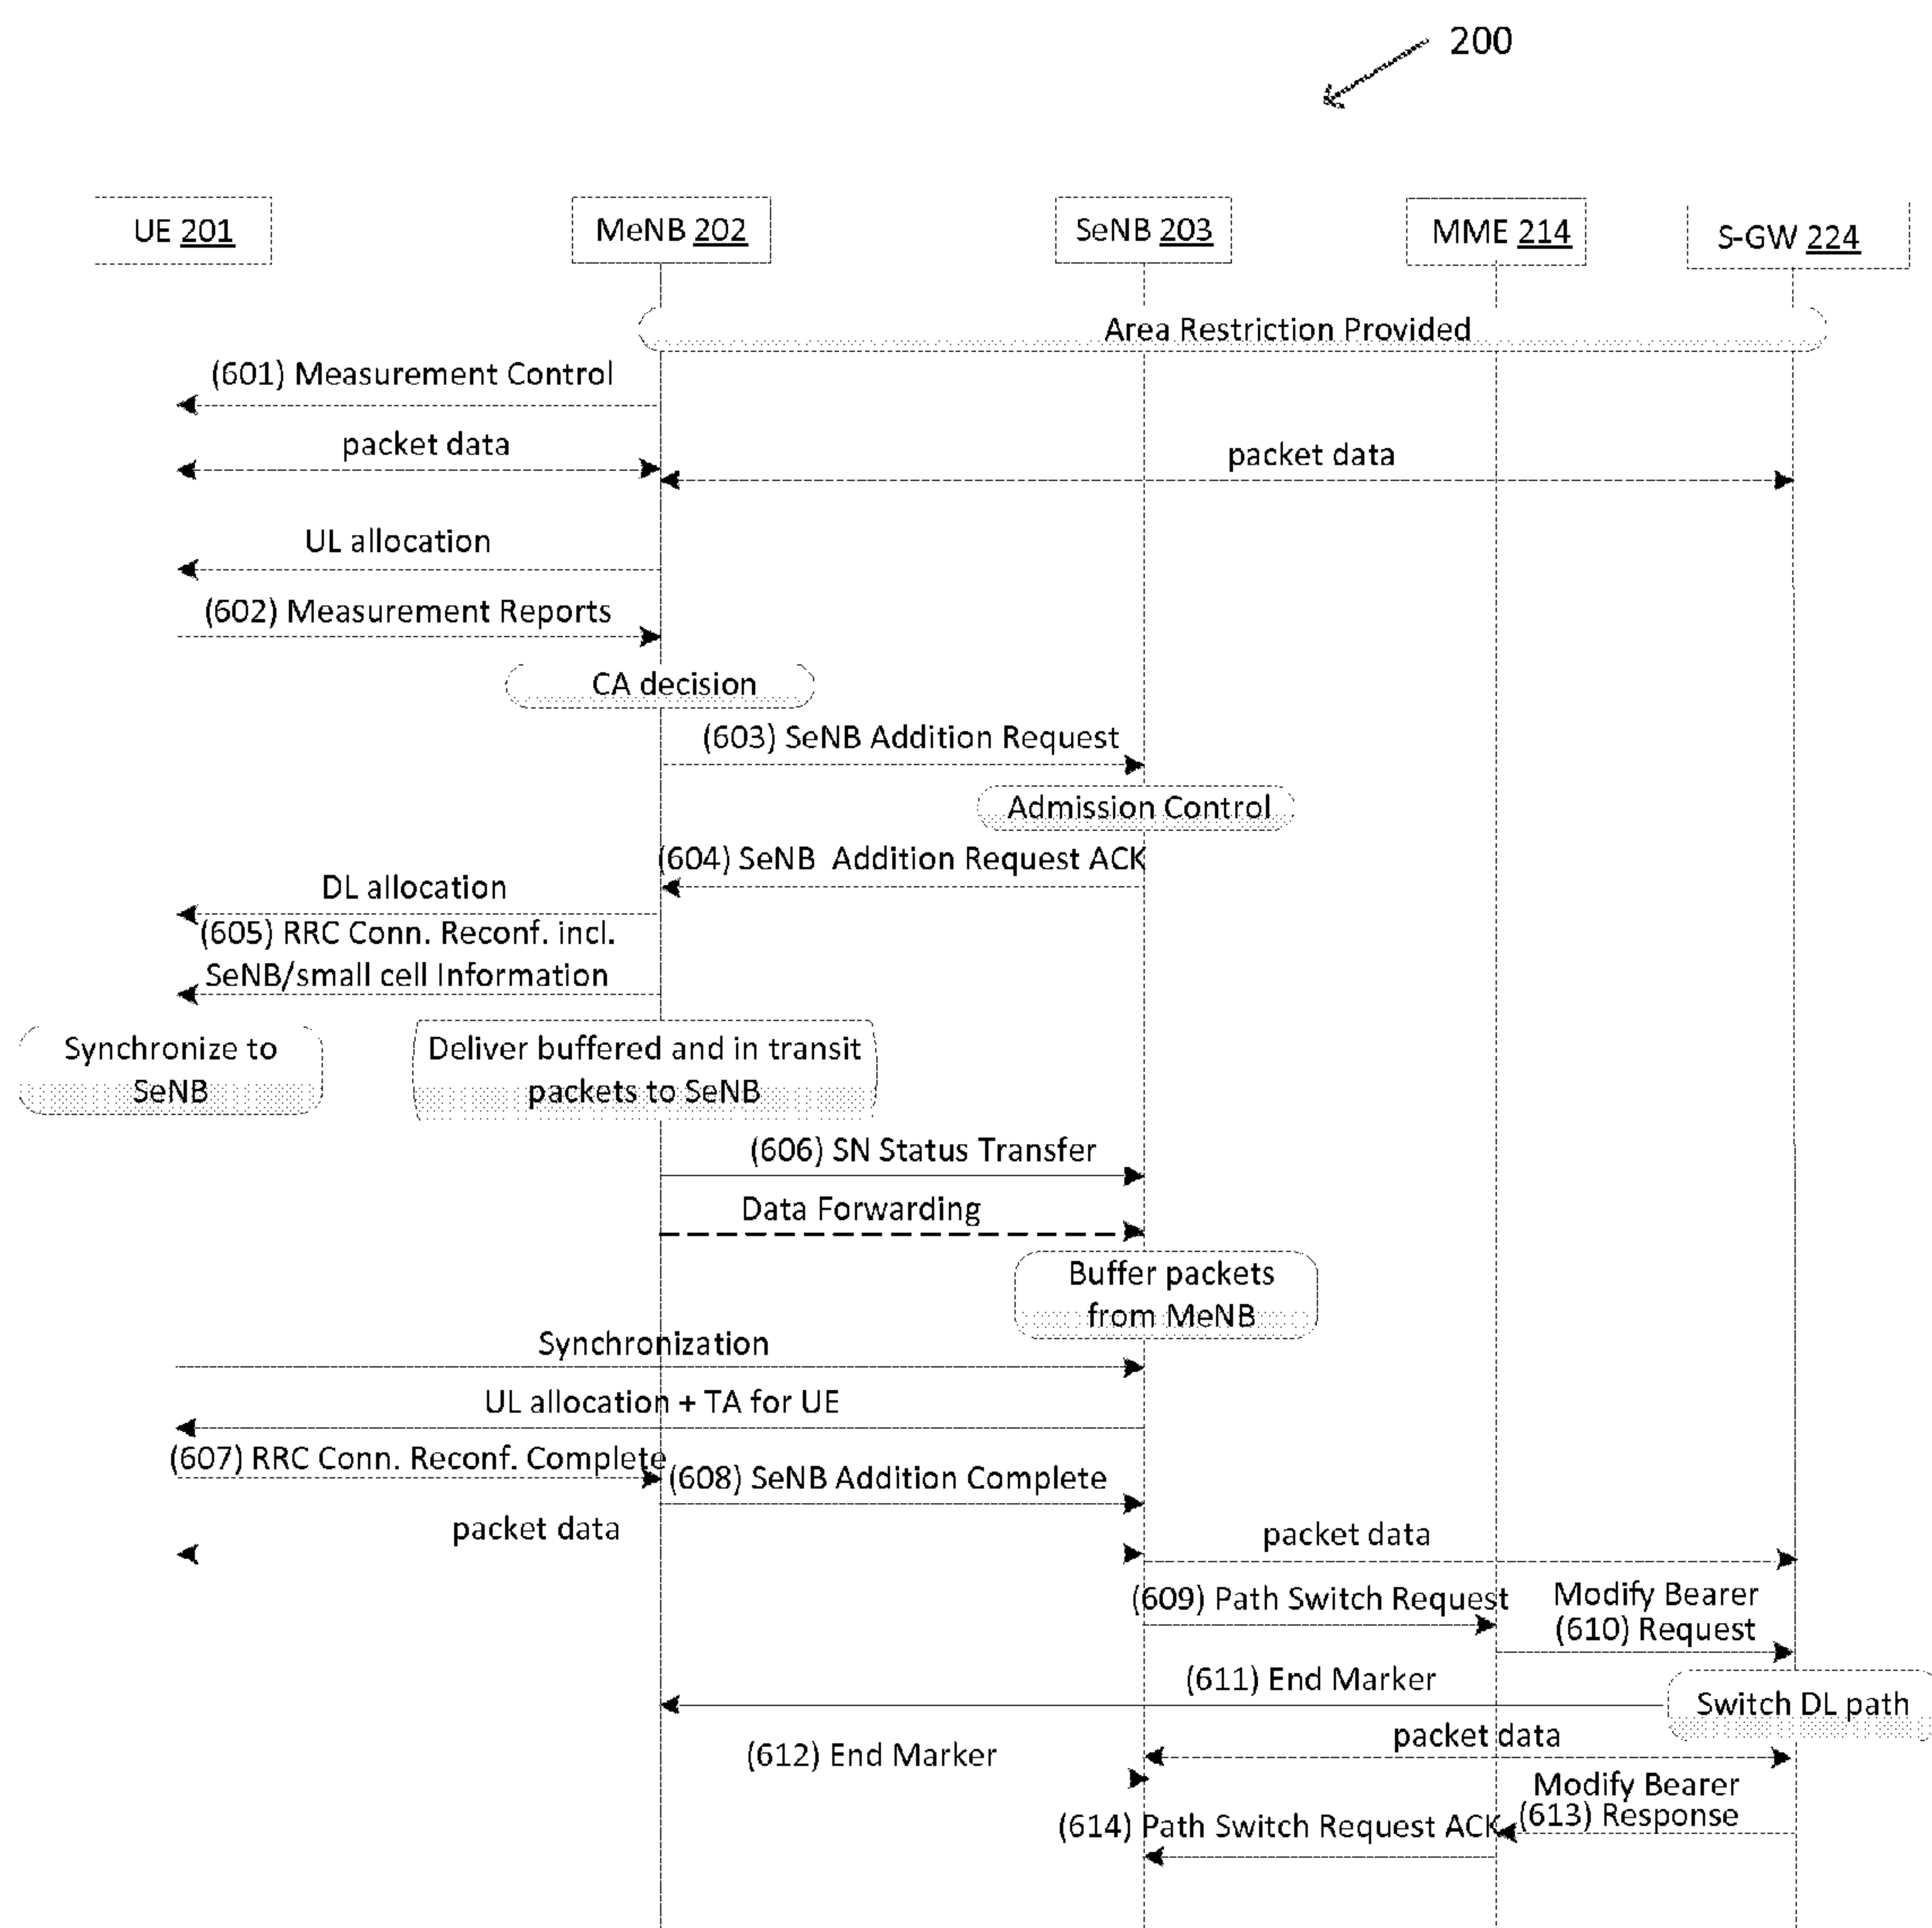 200
UE 201
MeNB 202
SeNB 203
MME 214
S-GW 224
Area Restriction Provided
(601) Measurement Control
packet data
packet data
UL allocation
(602) Measurement Reports
CA decision
(603) SeNB Addition Request
Admission Control
(604) SeNB Addition Request ACK
DL allocation
(605) RRC Conn. Reconf. incl.
SeNB/small cell Information
Synchronize to
SeNB
Deliver buffered and in transit
packets to SeNB
(606) SN Status Transfer
Data Forwarding
Buffer packets
from MeNB
Synchronization
UL allocation + TA for UE
(607) RRC Conn. Reconf. Complete
(608) SeNB Addition Complete
packet data
packet data
(609) Path Switch Request
Modify Bearer
(610) Request
(611) End Marker
Switch DL path
packet data
(612) End Marker
Modify Bearer
(613) Response
(614) Path Switch Request ACK